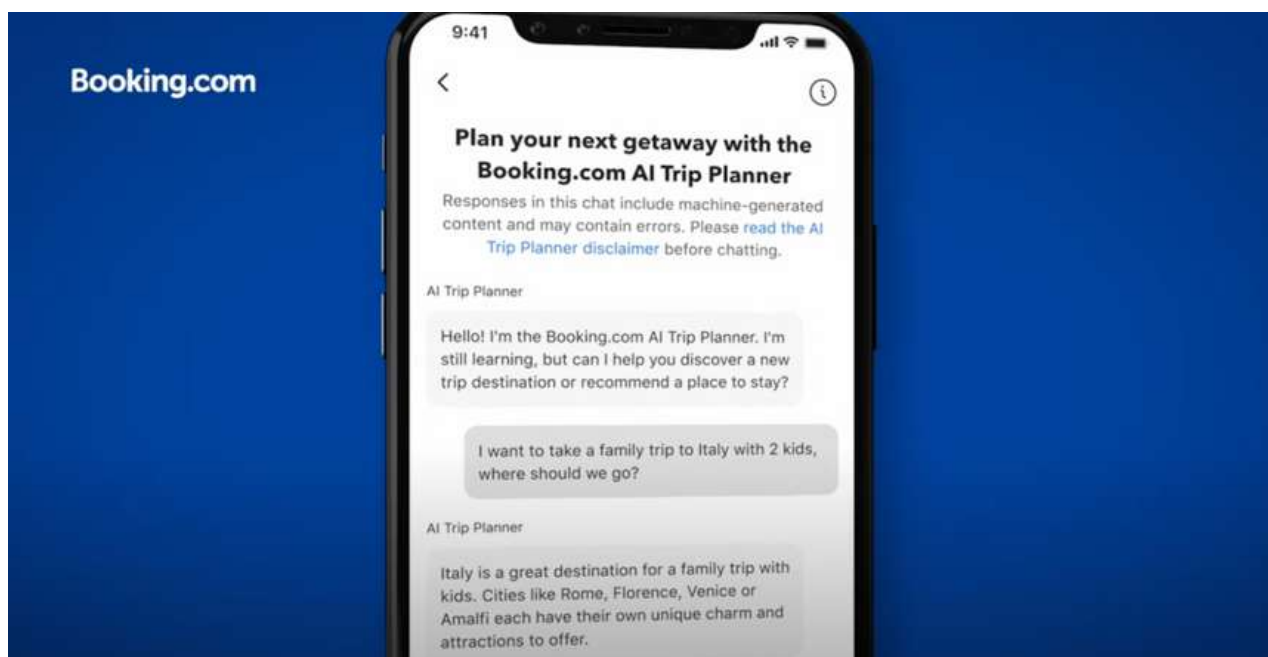 Booking.com
9:41
Plan your next getaway with the
Booking.com AI Trip Planner
Responses in this chat include machine-generated
content and may contain errors. Please read the AI
Trip Planner disclaimer before chatting.
AI Trip Planner
Hello! I'm the Booking.com AI Trip Planner. I'm
still learning, but can I help you discover a new
trip destination or recommend a place to stay?
I want to take a family trip to Italy with 2 kids,
where should we go?
AI Trip Planner
Italy is a great destination for a family trip with
kids. Cities like Rome, Florence, Venice or
Amalfi each have their own unique charm and
attractions to offer.